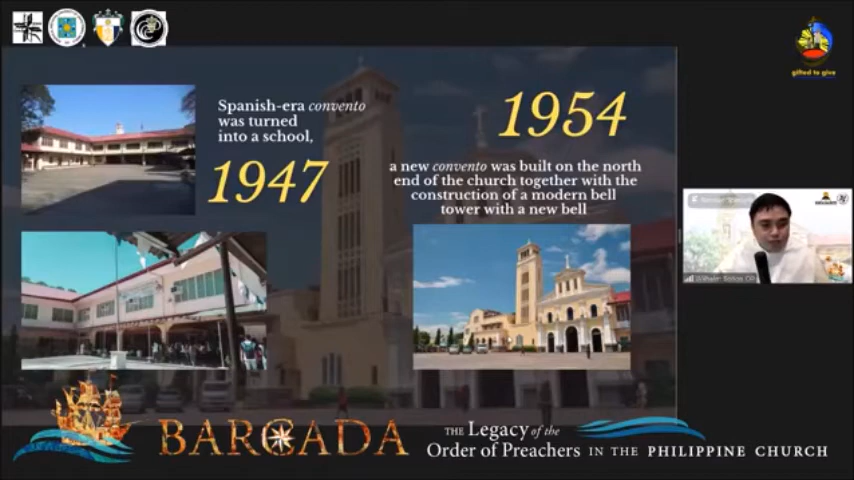 gifted to give
Spanish-era convento
was turned
into a school,
1947
1954
a new convento was built on the north
end of the church together with the
construction of a modern bell
tower with a new bell
BARCADA
THE Legacy of the
Order of Preachers IN THE PHILIPPINE CHURCH